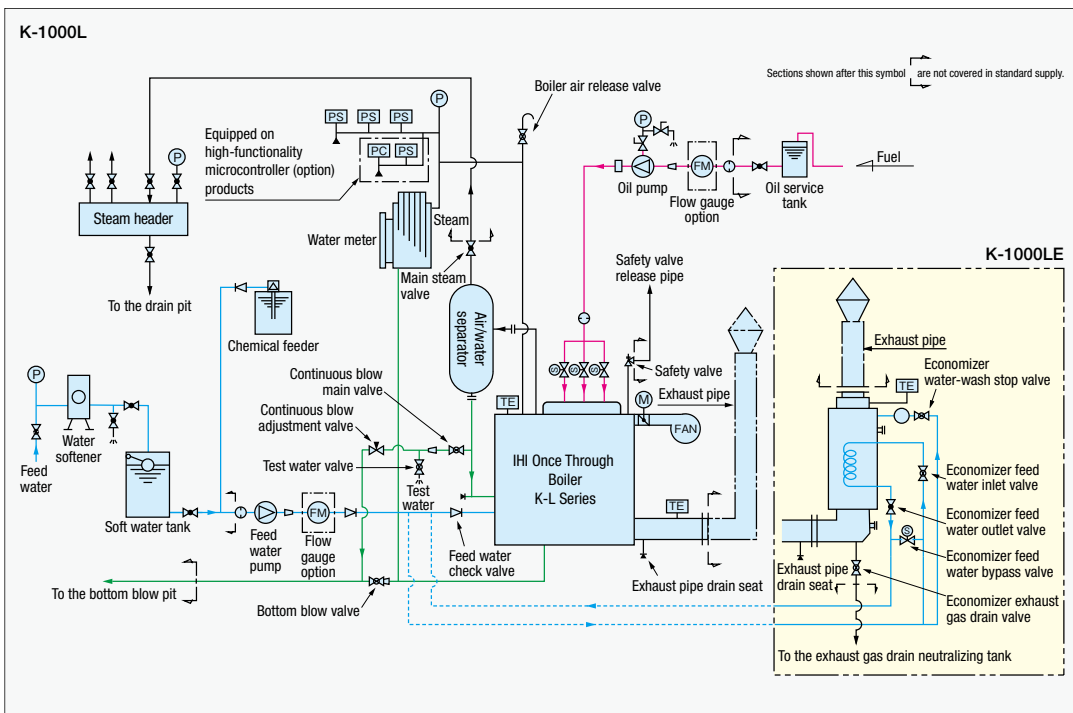 K-1000L
Sections shown after this symbol are not covered in standard supply.
Boiler air release valve
P
PS
PS
PS
PC
PS
Equipped on
high-functionality
microcontroller (option)
products
P
P
Oil pump
FM
Flow gauge
option
Oil service
tank
Fuel
Steam header
Water meter
Steam
Main steam
valve
To the drain pit
Safety valve
release pipe
K-1000LE
Chemical feeder
Air/water
separator
Exhaust pipe
Economizer
water-wash stop valve
TE
P
Continuous blow
main valve
Continuous blow
adjustment valve
TE
S
S
S
Safety valve
M
Exhaust pipe
FAN
Water
softener
Feed
water
Test water valve
Test
water
IHI Once Through
Boiler
K-L Series
Economizer feed
water inlet valve
Soft water tank
Feed
water
pump
FM
Flow
gauge
option
Feed water
check valve
TE
Economizer feed
water outlet valve
S
Economizer feed
water bypass valve
Exhaust pipe drain seat
Exhaust pipe
drain seat
To the bottom blow pit
Bottom blow valve
Economizer exhaust
gas drain valve
To the exhaust gas drain neutralizing tank